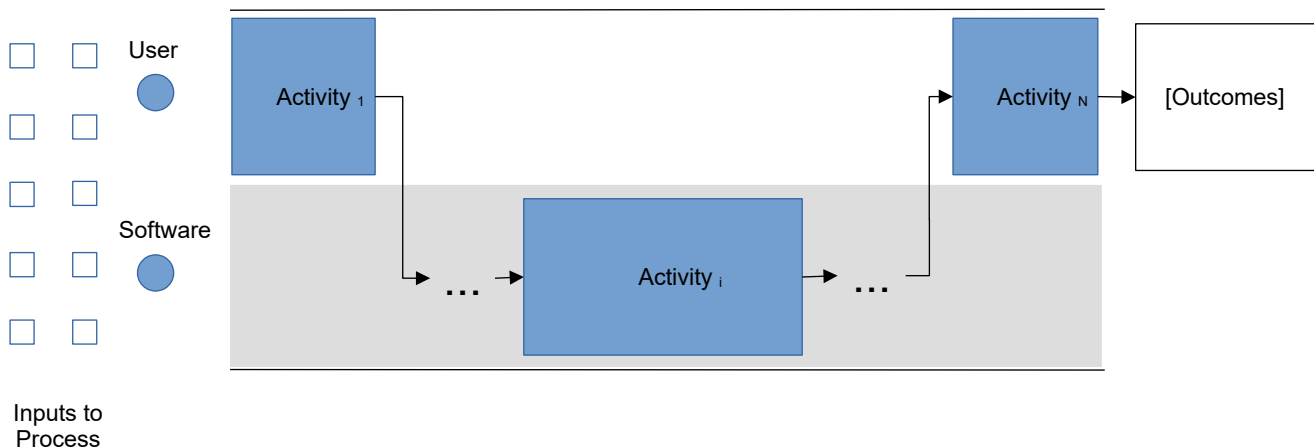 User
Activity 1
Activity N
[Outcomes]
Software
... Activity i ...
Inputs to
Process